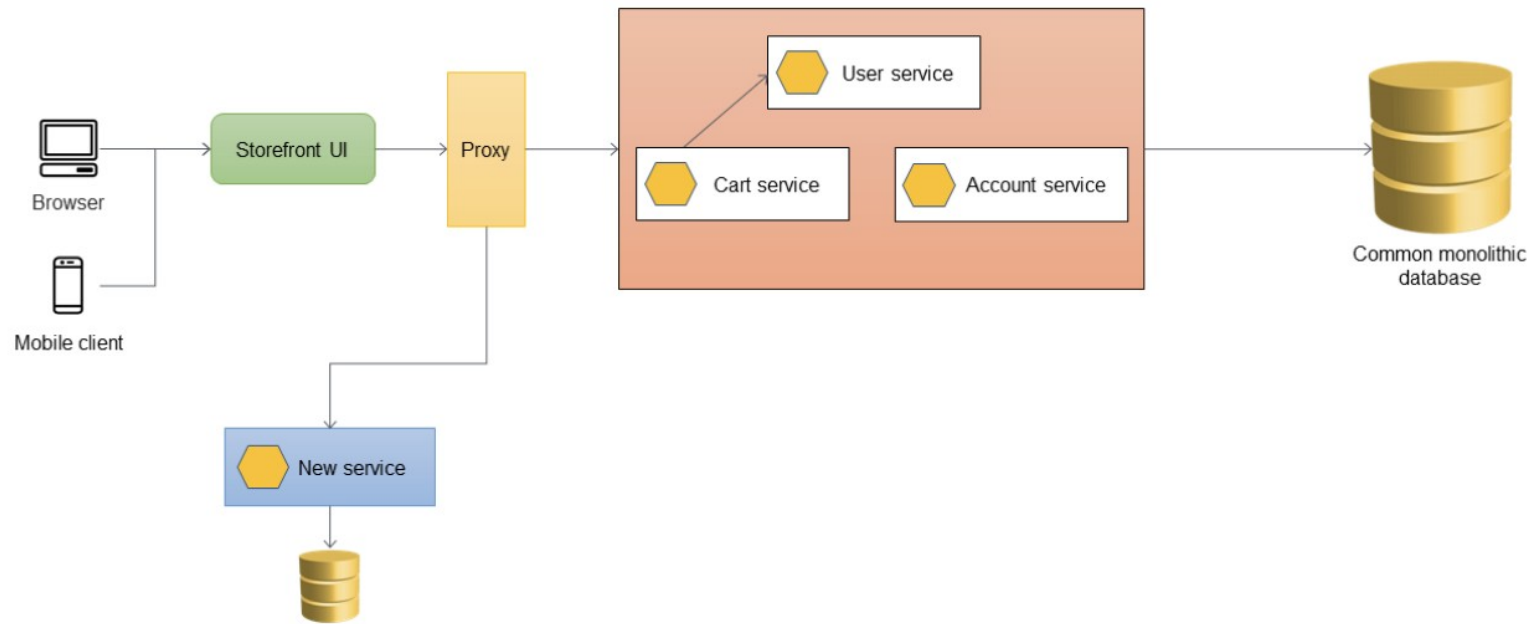 User service
Storefront UI
Proxy
Cart service
Account service
Browser
Common monolithic
database
Mobile client
New service